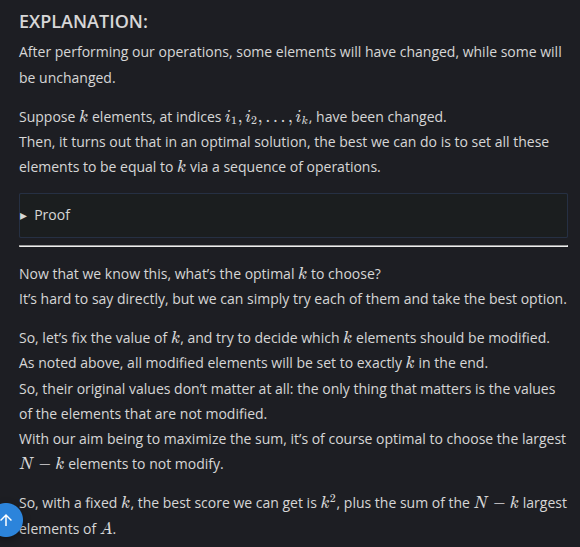 EXPLANATION:
After performing our operations, some elements will have changed, while some will
be unchanged.
Suppose k elements, at indices i₁, i₂, . . . , iₖ, have been changed.
Then, it turns out that in an optimal solution, the best we can do is to set all these
elements to be equal to k via a sequence of operations.
▸ Proof
Now that we know this, what’s the optimal k to choose?
It’s hard to say directly, but we can simply try each of them and take the best option.
So, let’s fix the value of k, and try to decide which k elements should be modified.
As noted above, all modified elements will be set to exactly k in the end.
So, their original values don’t matter at all: the only thing that matters is the values
of the elements that are not modified.
With our aim being to maximize the sum, it’s of course optimal to choose the largest
N − k elements to not modify.
So, with a fixed k, the best score we can get is k², plus the sum of the N − k largest
elements of A.